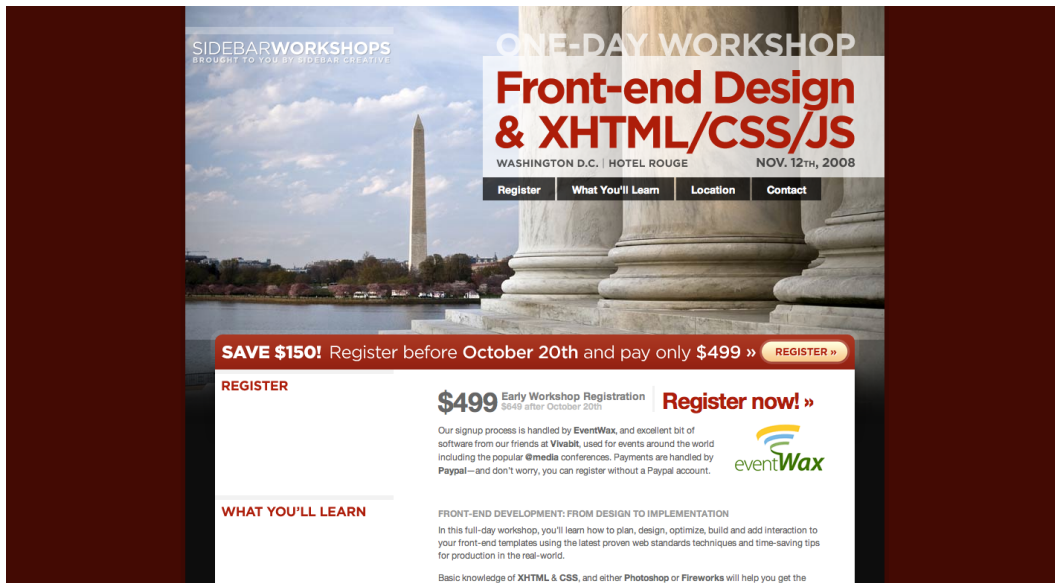 SIDEBARWORKSHOPS
BROUGHT TO YOU BY SIDEBAR CREATIVE
ONE-DAY WORKSHOP
Front-end Design
& XHTML/CSS/JS
WASHINGTON D.C. | HOTEL ROUGE NOV. 12TH, 2008
Register What You'll Learn Location Contact
SAVE $150! Register before October 20th and pay only $499 » REGISTER »
REGISTER
$499 Early Workshop Registration
$649 after October 20th
Register now! »
Our signup process is handled by EventWax, and excellent bit of
software from our friends at Vivabit, used for events around the world
including the popular @media conferences. Payments are handled by
Paypal—and don't worry, you can register without a Paypal account.
eventWax
WHAT YOU'LL LEARN
FRONT-END DEVELOPMENT: FROM DESIGN TO IMPLEMENTATION
In this full-day workshop, you'll learn how to plan, design, optimize, build and add interaction to
your front-end templates using the latest proven web standards techniques and time-saving tips
for production in the real-world.
Basic knowledge of XHTML & CSS, and either Photoshop or Fireworks will help you get the